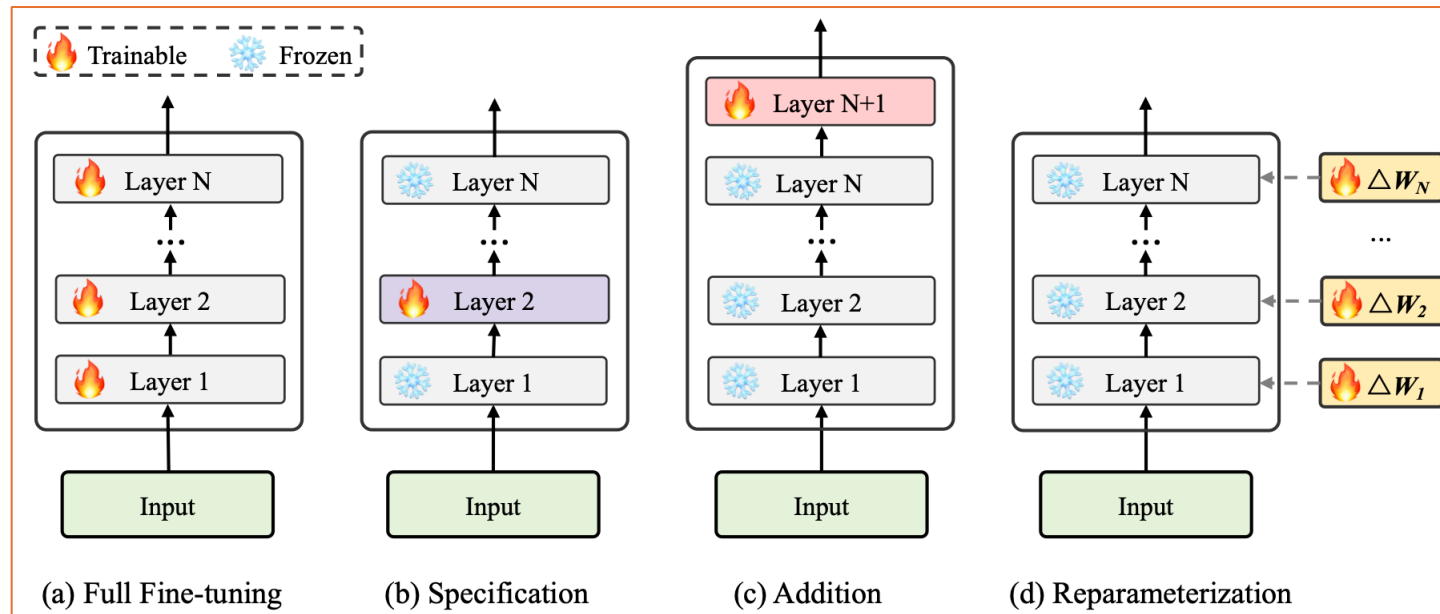 Trainable
Frozen
Layer N
...
Layer 2
Layer 1
Input
(a) Full Fine-tuning
Layer N
...
Layer 2
Layer 1
Input
(b) Specification
Layer N+1
Layer N
...
Layer 2
Layer 1
Input
(c) Addition
Layer N
...
Layer 2
Layer 1
Input
△W_N
...
△W_2
△W_1
(d) Reparameterization